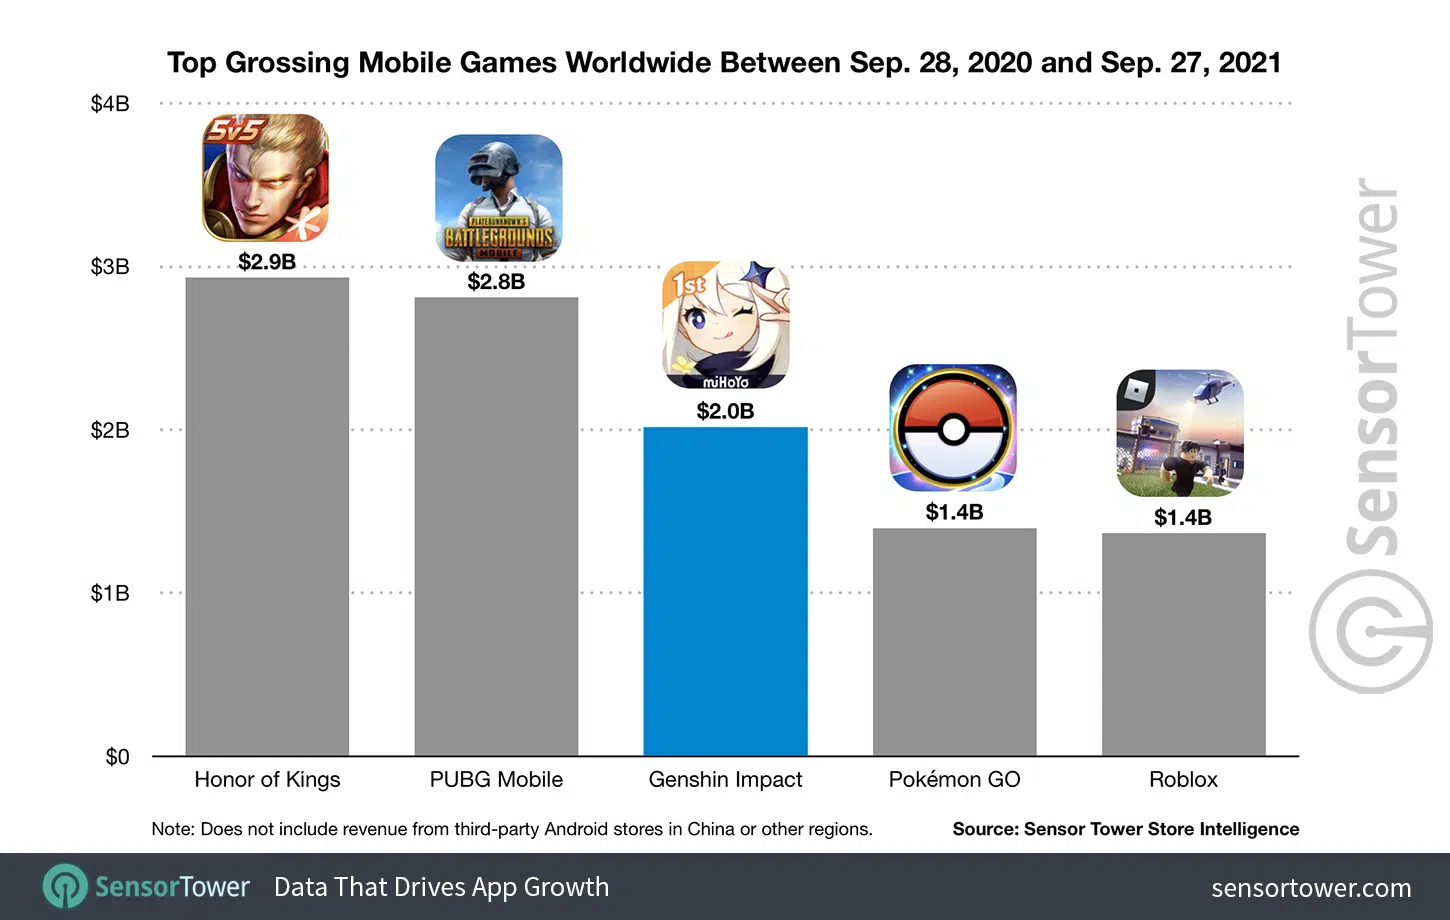 Top Grossing Mobile Games Worldwide Between Sep. 28, 2020 and Sep. 27, 2021
$4B
$3B
$2B
$1B
$0
5v5
$2.9B
PLAYERUNKNOWN'S
BATTLEGROUNDS
MOBILE
$2.8B
1st
miHoYo
$2.0B
$1.4B
$1.4B
Honor of Kings
PUBG Mobile
Genshin Impact
Pokémon GO
Roblox
SensorTower
Note: Does not include revenue from third-party Android stores in China or other regions.
Source: Sensor Tower Store Intelligence
SensorTower
Data That Drives App Growth
sensortower.com